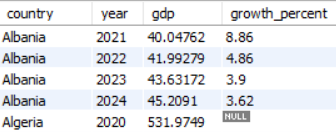 country year gdp growth_percent
Albania 2021 40.04762 8.86
Albania 2022 41.99279 4.86
Albania 2023 43.63172 3.9
Albania 2024 45.2091 3.62
Algeria 2020 531.9749 NULL